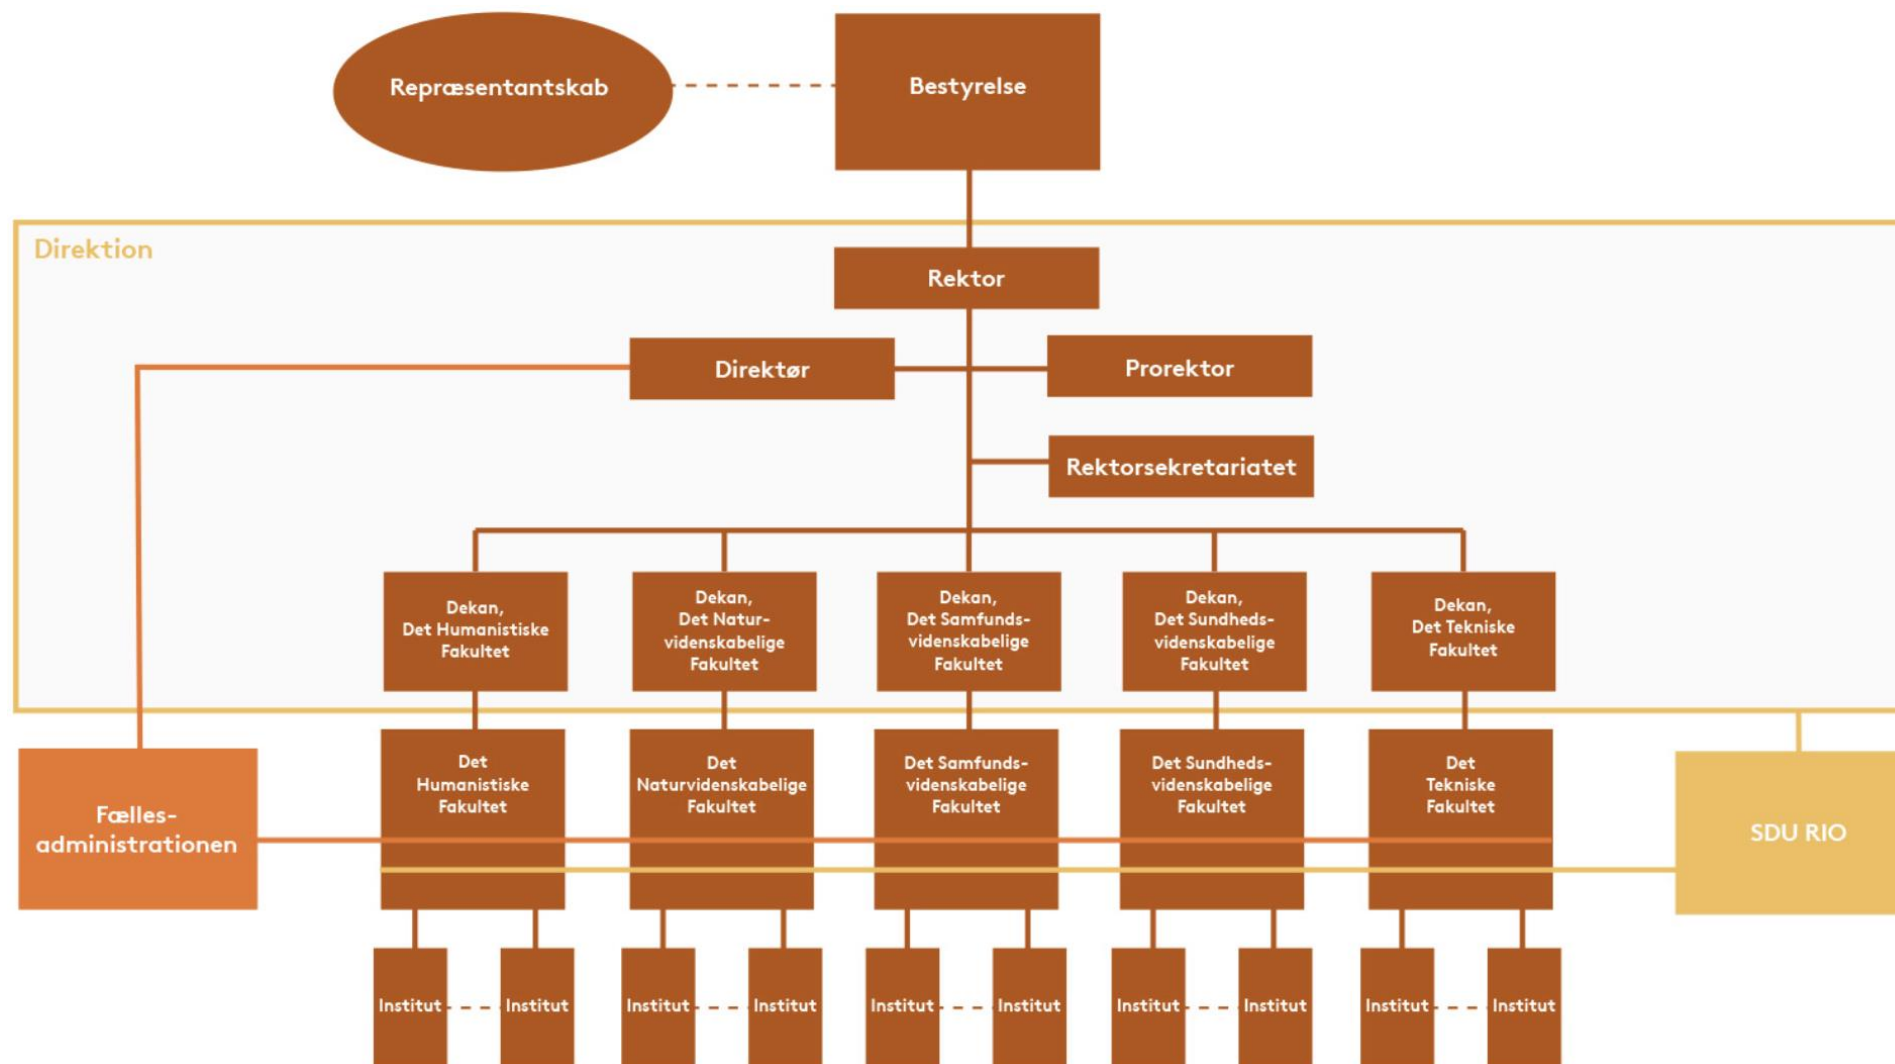 Repræsentantskab
Bestyrelse
Direktion
Rektor
Direktør
Prorektor
Rektorsekretariatet
Dekan,
Det Humanistiske
Fakultet
Dekan,
Det Natur-
videnskabelige
Fakultet
Dekan,
Det Samfunds-
videnskabelige
Fakultet
Dekan,
Det Sundheds-
videnskabelige
Fakultet
Dekan,
Det Tekniske
Fakultet
Fælles-
administrationen
Det
Humanistiske
Fakultet
Det
Naturvidenskabelige
Fakultet
Det Samfunds-
videnskabelige
Fakultet
Det Sundheds-
videnskabelige
Fakultet
Det
Tekniske
Fakultet
SDU RIO
Institut
Institut
Institut
Institut
Institut
Institut
Institut
Institut
Institut
Institut